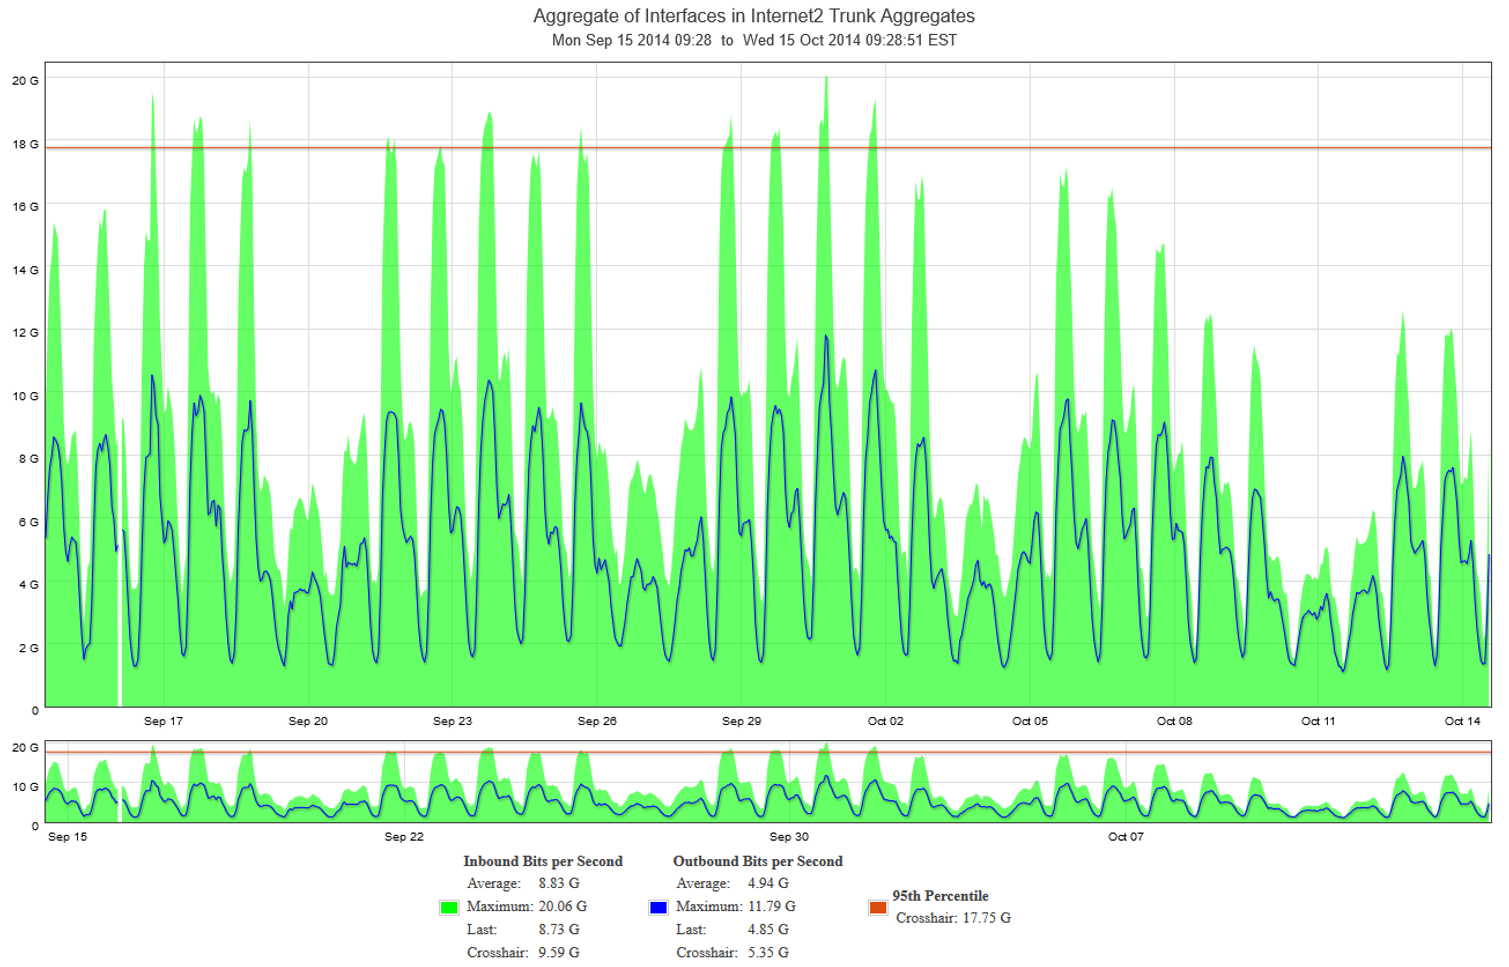 Aggregate of Interfaces in Internet2 Trunk Aggregates
Mon Sep 15 2014 09:28 to Wed 15 Oct 2014 09:28:51 EST
20 G
18 G
16 G
14 G
12 G
10 G
8 G
6 G
4 G
2 G
0
Sep 17 Sep 20 Sep 23 Sep 26 Sep 29 Oct 02 Oct 05 Oct 08 Oct 11 Oct 14
20 G
10 G
0
Sep 15 Sep 22 Sep 30 Oct 07
Inbound Bits per Second
Average: 8.83 G
Maximum: 20.06 G
Last: 8.73 G
Crosshair: 9.59 G
Outbound Bits per Second
Average: 4.94 G
Maximum: 11.79 G
Last: 4.85 G
Crosshair: 5.35 G
95th Percentile
Crosshair: 17.75 G